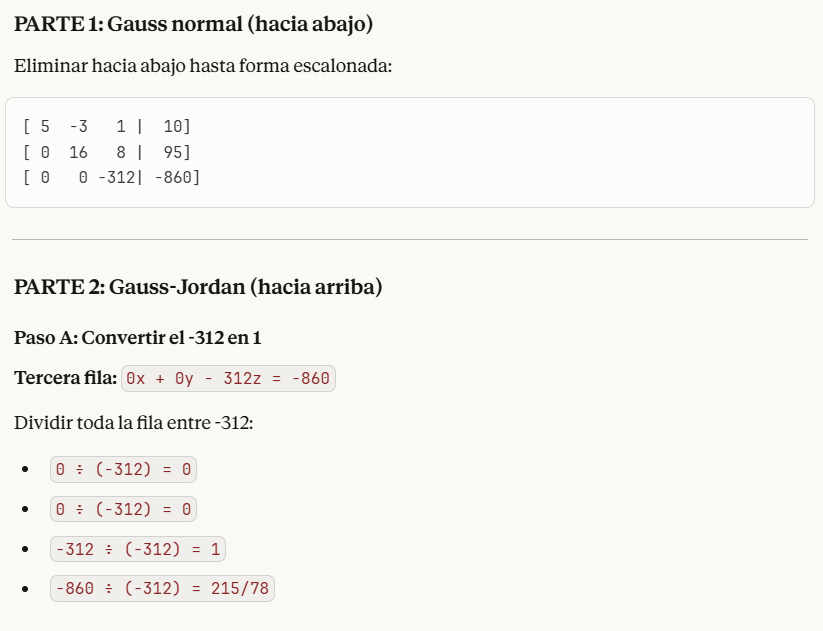 PARTE 1: Gauss normal (hacia abajo)
Eliminar hacia abajo hasta forma escalonada:
[ 5  -3   1 |  10]
[ 0  16   8 |  95]
[ 0   0 -312| -860]
PARTE 2: Gauss-Jordan (hacia arriba)
Paso A: Convertir el -312 en 1
Tercera fila: 0x + 0y - 312z = -860
Dividir toda la fila entre -312:
• 0 ÷ (-312) = 0
• 0 ÷ (-312) = 0
• -312 ÷ (-312) = 1
• -860 ÷ (-312) = 215/78